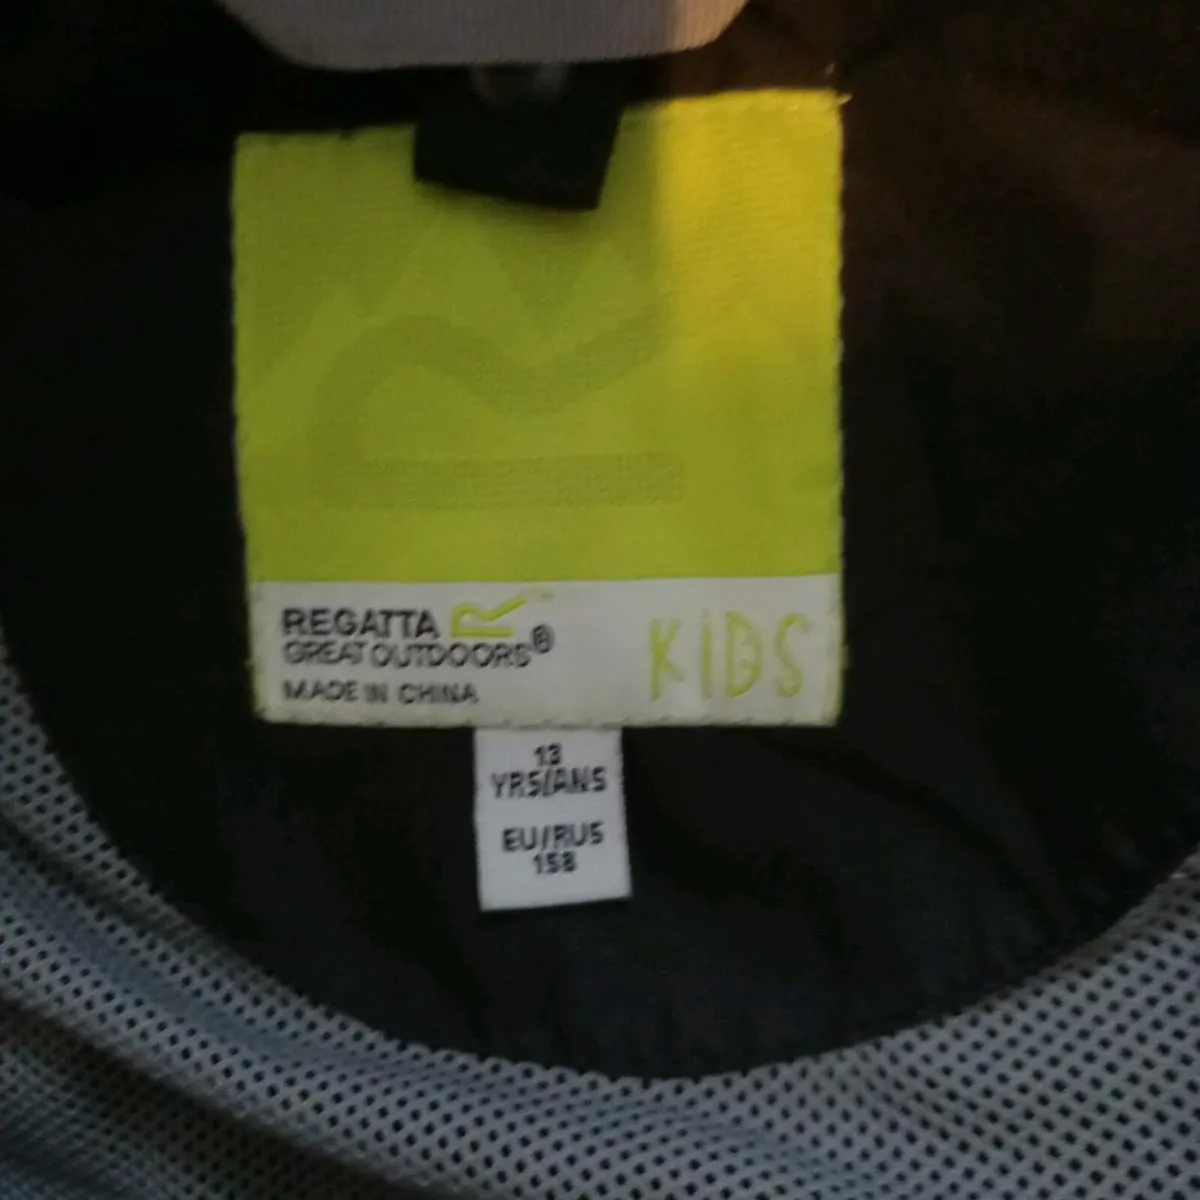 REGATTA
GREAT OUTDOORS®
MADE IN CHINA
KiDS
13
YRS/ANS
EU/RUS
158